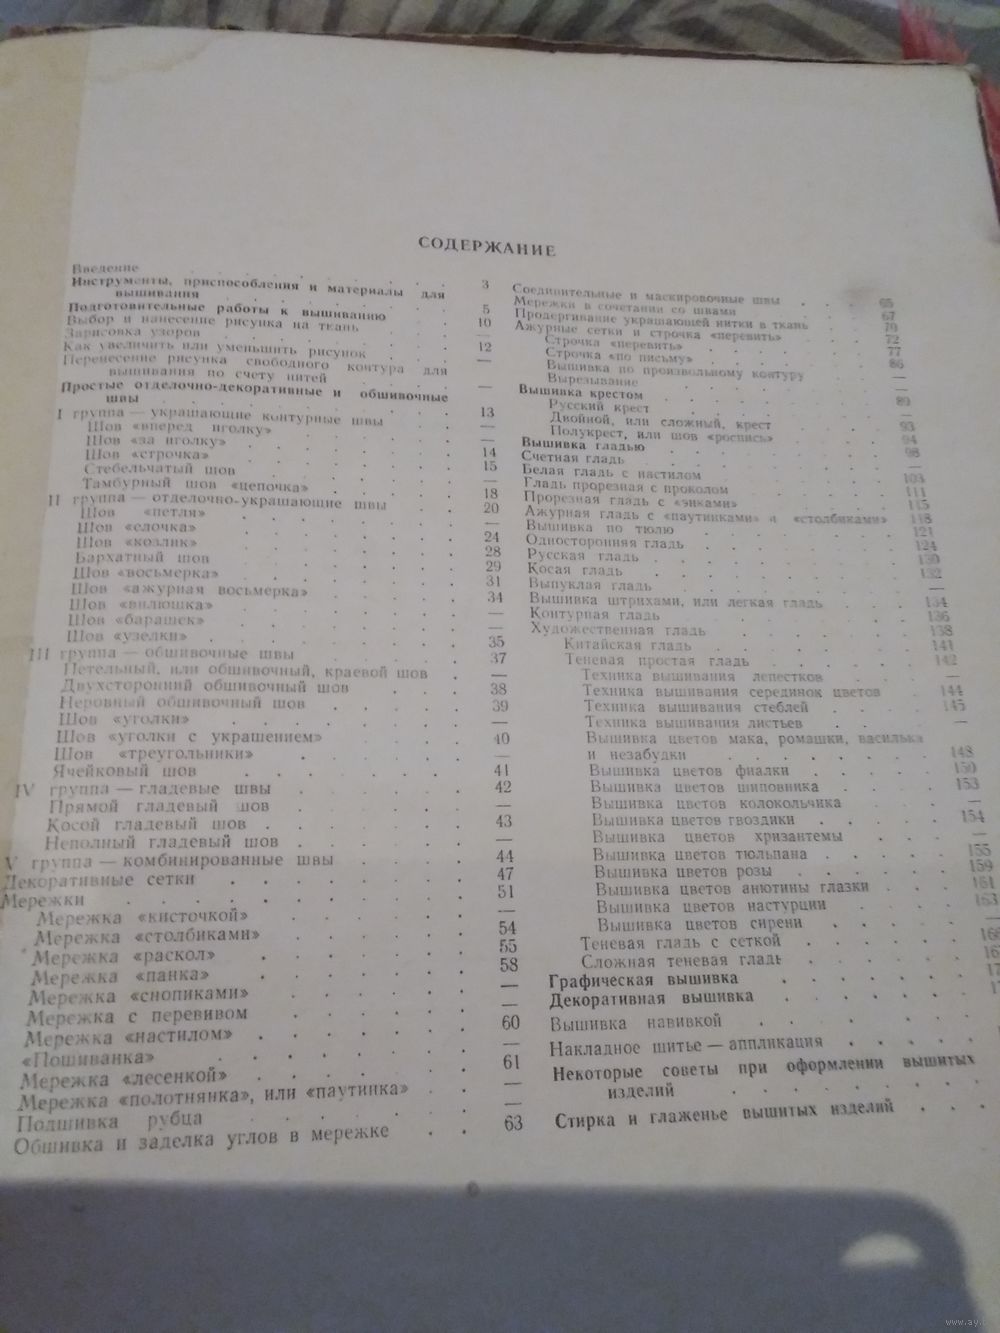 СОДЕРЖАНИЕ
Введение . . . . . . 3
Инструменты, приспособления и материалы для
вышивания . . . . . . 5
Подготовительные работы к вышиванию . . 10
Выбор и нанесение рисунка на ткань . . . —
Зарисовка узоров . . . . . . 12
Как увеличить или уменьшить рисунок . . . —
Перенесение рисунка свободного контура для
вышивания по счету нитей . . . . —
Простые отделочно-декоративные и обшивочные
швы . . . . . . 13
I группа — украшающие контурные швы . . . —
Шов «вперед иголку» . . . . —
Шов «за иголку» . . . . . 14
Шов «строчка» . . . . . 15
Стебельчатый шов . . . . . —
Тамбурный шов «цепочка» . . . . 18
II группа — отделочно-украшающие швы . . 20
Шов «петля» . . . . . —
Шов «елочка» . . . . . 24
Шов «козлик» . . . . . 28
Бархатный шов . . . . . 29
Шов «восьмерка» . . . . . 31
Шов «ажурная восьмерка» . . . . 34
Шов «вилюшка» . . . . . —
Шов «барашек» . . . . . —
Шов «узелки» . . . . . 35
III группа — обшивочные швы . . . . 37
Петельный, или обшивочный, краевой шов . —
Двухсторонний обшивочный шов . . . 38
Неровный обшивочный шов . . . . 39
Шов «уголки» . . . . . —
Шов «уголки с украшением» . . . . 40
Шов «треугольники» . . . . —
Ячейковый шов . . . . . 41
IV группа — гладевые швы . . . . 42
Прямой гладевый шов . . . . —
Косой гладевый шов . . . . . 43
Неполный гладевый шов . . . . —
V группа — комбинированные швы . . . 44
Декоративные сетки . . . . . 47
Мережки . . . . . . 51
Мережка «кисточкой» . . . . —
Мережка «столбиками» . . . . 54
Мережка «раскол» . . . . . 55
Мережка «панка» . . . . . 58
Мережка «снопиками» . . . . —
Мережка с перевивом . . . . —
Мережка «настилом» . . . . . 60
«Пошиванка» . . . . . —
Мережка «лесенкой» . . . . . 61
Мережка «полотнянка», или «паутинка» . . —
Подшивка рубца . . . . . —
Обшивка и заделка углов в мережке . . 63
Соединительные и маскировочные швы . . . 65
Мережки в сочетании со швами . . . 67
Продергивание украшающей нитки в ткань . . 70
Ажурные сетки и строчка «перевить» . . . 72
Строчка «перевить» . . . . 77
Строчка «по письму» . . . . 86
Вышивка по произвольному контуру . . —
Вырезывание . . . . . —
Вышивка крестом . . . . . 89
Русский крест . . . . . —
Двойной, или сложный, крест . . . 93
Полукрест, или шов «роспись» . . . 94
Вышивка гладью . . . . . 98
Счетная гладь . . . . . —
Белая гладь с настилом . . . . 103
Гладь прорезная с проколом . . . 111
Прорезная гладь с «эиками» . . . . 115
Ажурная гладь с «паутинками» и «столбиками» 118
Вышивка по тюлю . . . . . 121
Односторонняя гладь . . . . . 124
Русская гладь . . . . . 130
Косая гладь . . . . . 132
Выпуклая гладь . . . . . —
Вышивка штрихами, или легкая гладь . . . 134
Контурная гладь . . . . . 136
Художественная гладь . . . . . 138
Китайская гладь . . . . . 141
Теневая простая гладь . . . . 142
Техника вышивания лепестков . . —
Техника вышивания серединок цветов . 144
Техника вышивания стеблей . . . 145
Техника вышивания листьев . . . —
Вышивка цветов мака, ромашки, василька
и незабудки . . . . . 148
Вышивка цветов фиалки . . . . 150
Вышивка цветов шиповника . . . 153
Вышивка цветов колокольчика . . —
Вышивка цветов гвоздики . . . . 154
Вышивка цветов хризантемы . . . —
Вышивка цветов тюльпана . . . . 155
Вышивка цветов розы . . . . 159
Вышивка цветов анютины глазки . . . 161
Вышивка цветов настурции . . . 163
Вышивка цветов сирени . . . . —
Теневая гладь с сеткой . . . .
Сложная теневая гладь . . . .
Графическая вышивка . . . . .
Декоративная вышивка . . . . .
Вышивка навивкой . . . . .
Накладное шитье — аппликация . . . .
Некоторые советы при оформлении вышитых
изделий . . . . . .
Стирка и глаженье вышитых изделий . . .